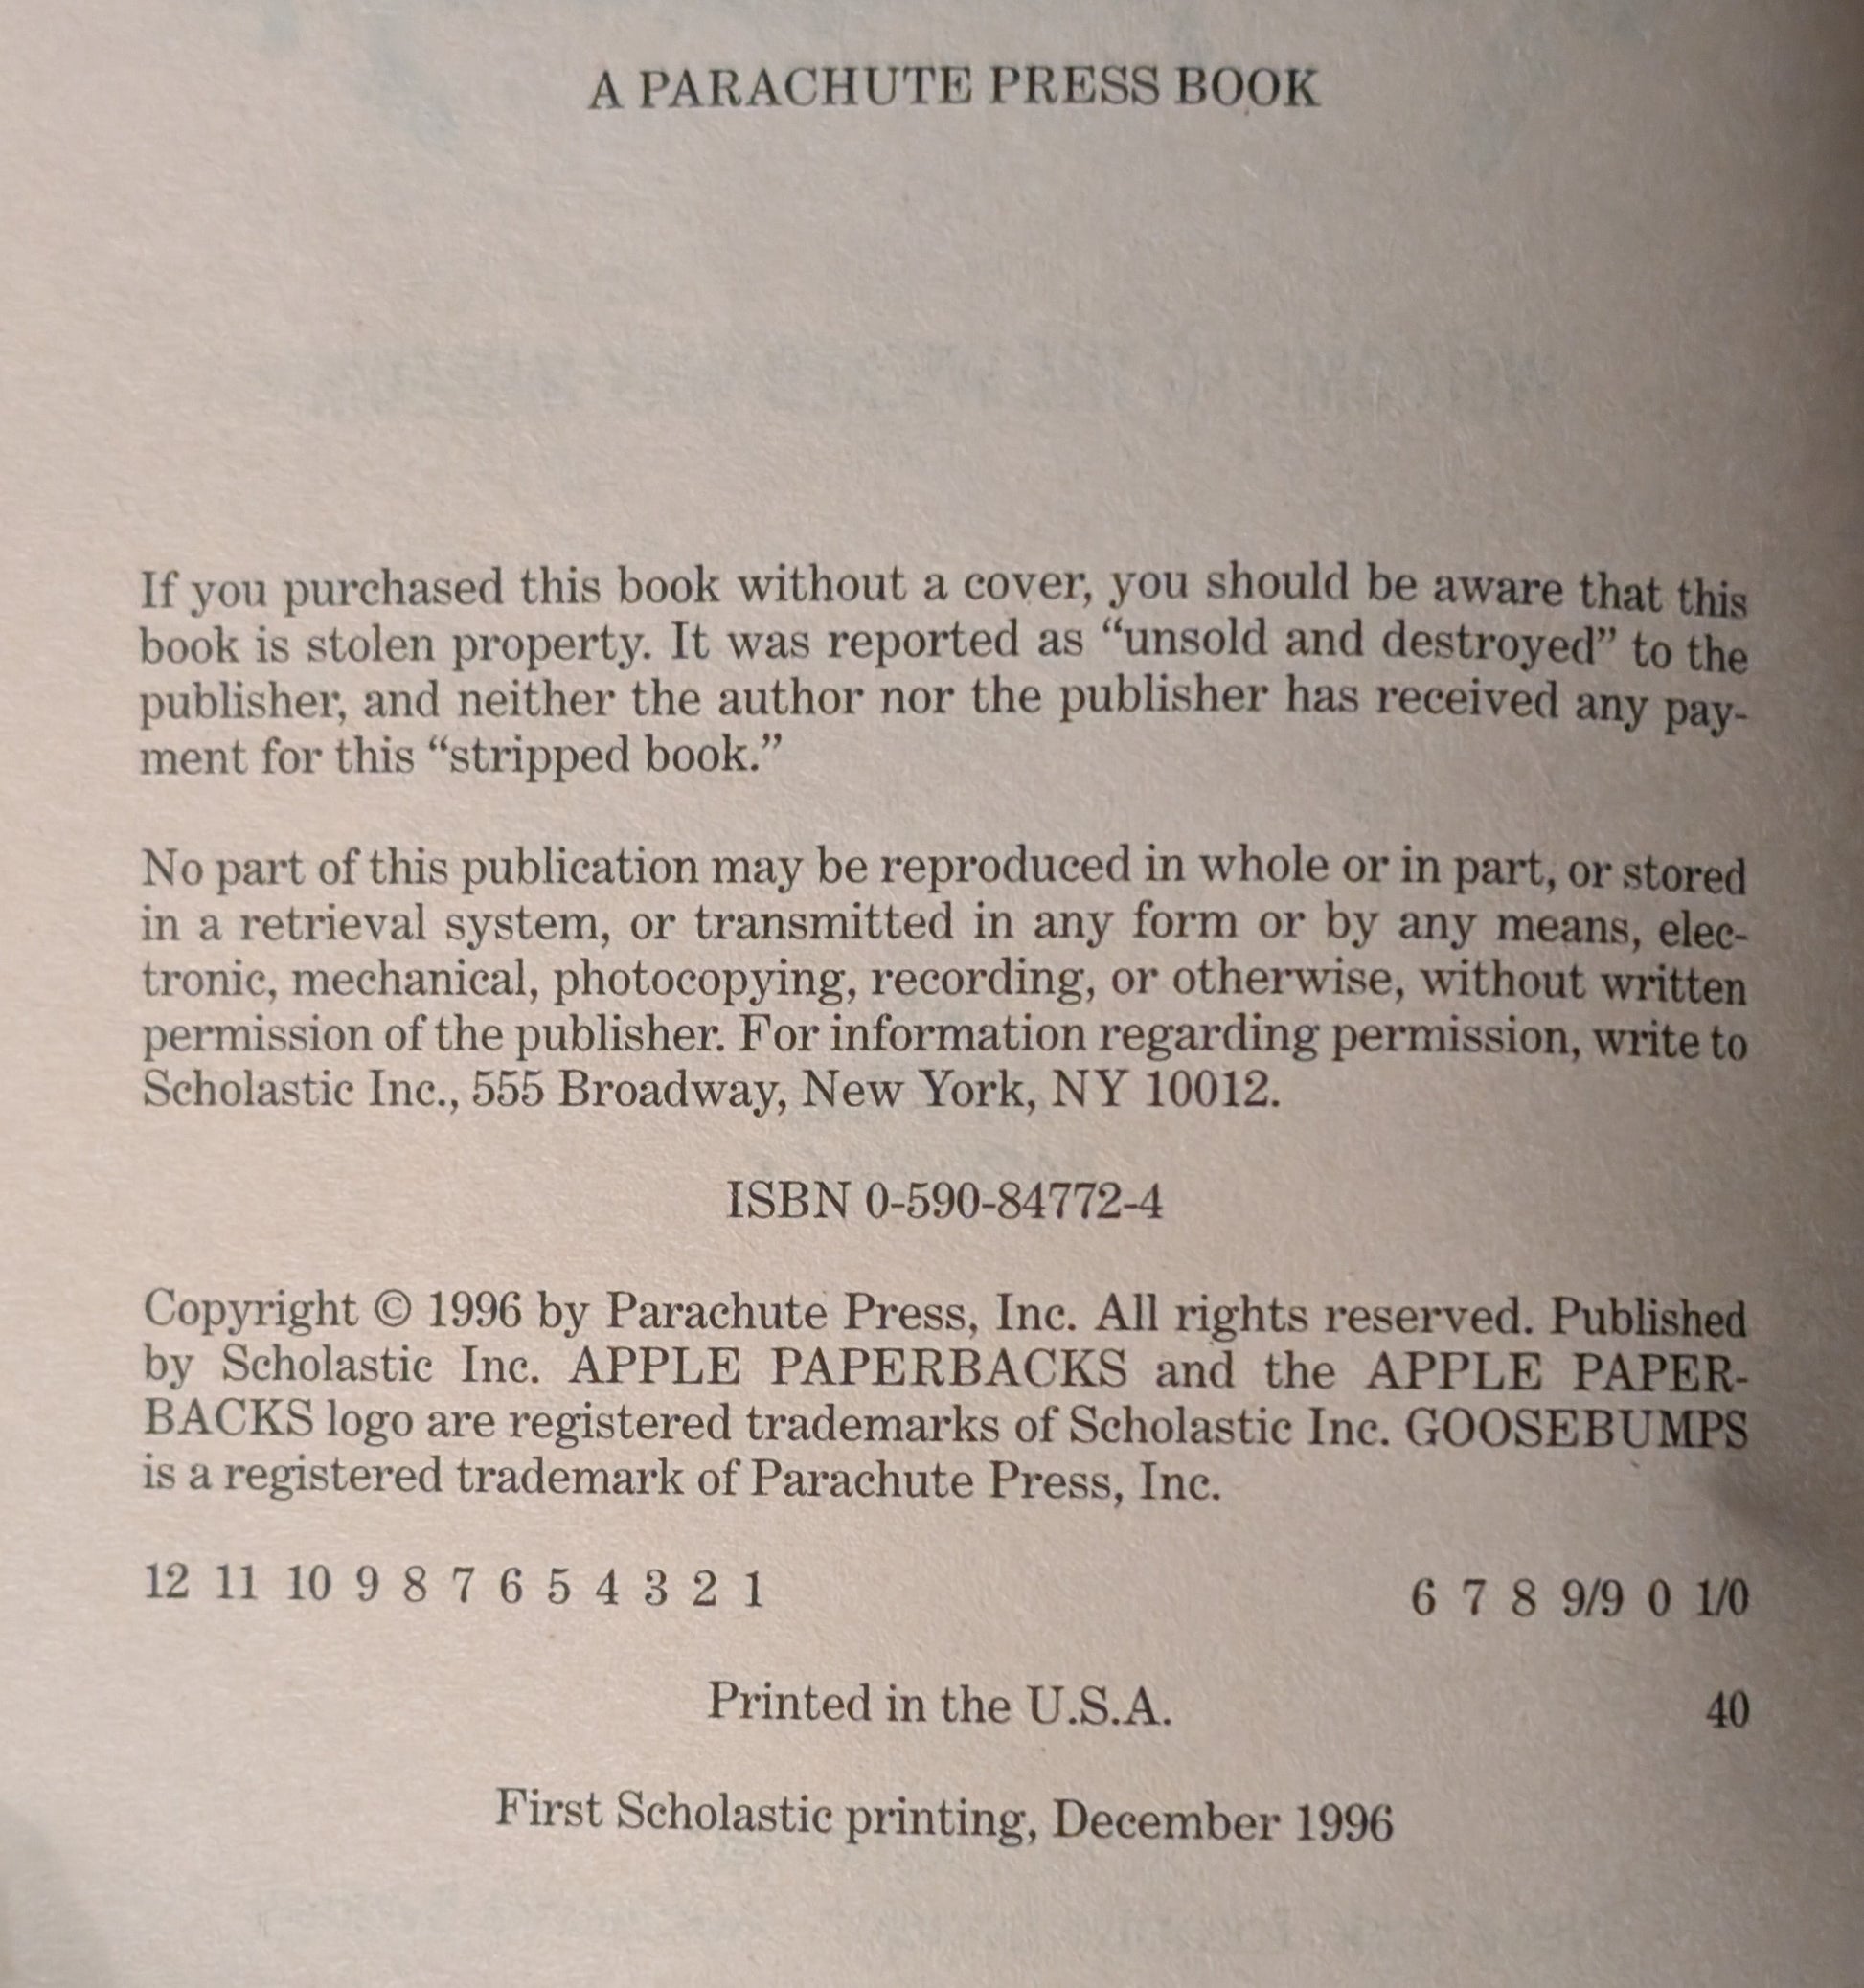 A PARACHUTE PRESS BOOK
If you purchased this book without a cover, you should be aware that this
book is stolen property. It was reported as “unsold and destroyed” to the
publisher, and neither the author nor the publisher has received any pay-
ment for this “stripped book.”
No part of this publication may be reproduced in whole or in part, or stored
in a retrieval system, or transmitted in any form or by any means, elec-
tronic, mechanical, photocopying, recording, or otherwise, without written
permission of the publisher. For information regarding permission, write to
Scholastic Inc., 555 Broadway, New York, NY 10012.
ISBN 0-590-84772-4
Copyright © 1996 by Parachute Press, Inc. All rights reserved. Published
by Scholastic Inc. APPLE PAPERBACKS and the APPLE PAPER-
BACKS logo are registered trademarks of Scholastic Inc. GOOSEBUMPS
is a registered trademark of Parachute Press, Inc.
12 11 10 9 8 7 6 5 4 3 2 1 6 7 8 9/9 0 1/0
Printed in the U.S.A. 40
First Scholastic printing, December 1996